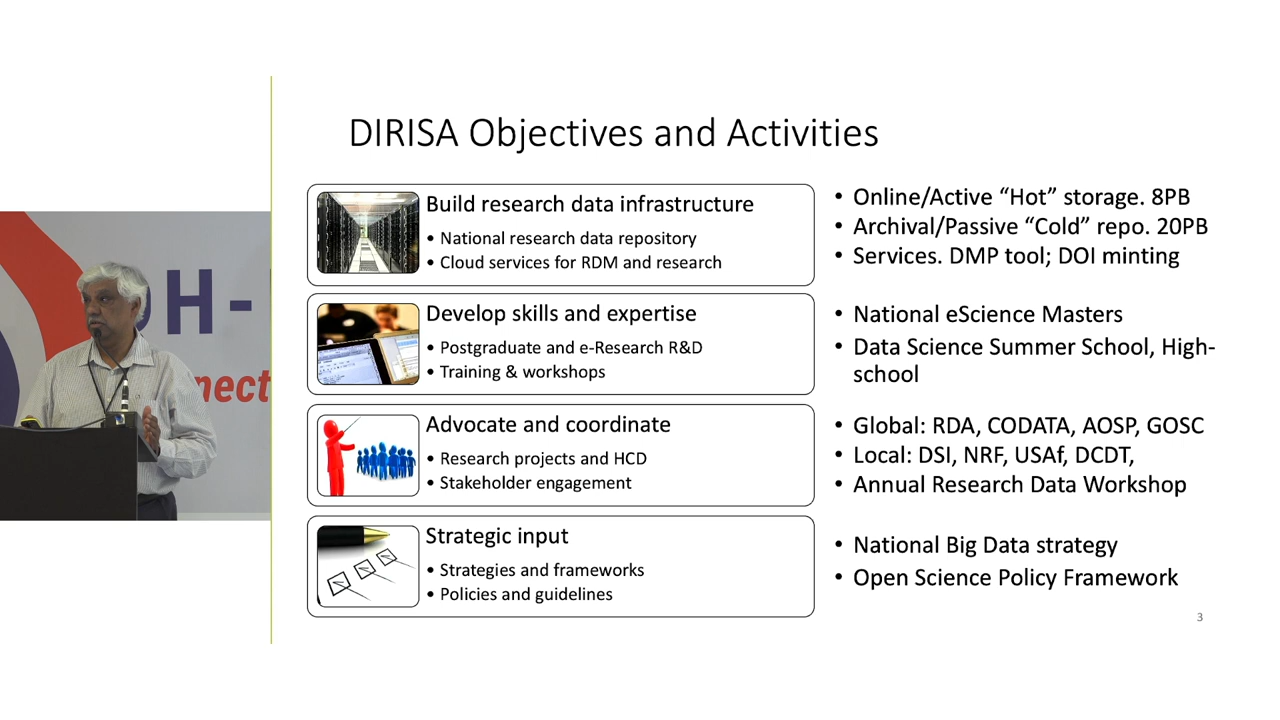 DIRISA Objectives and Activities
Build research data infrastructure
• National research data repository
• Cloud services for RDM and research
• Online/Active “Hot” storage. 8PB
• Archival/Passive “Cold” repo. 20PB
• Services. DMP tool; DOI minting
Develop skills and expertise
• Postgraduate and e-Research R&D
• Training & workshops
• National eScience Masters
• Data Science Summer School, High-
school
Advocate and coordinate
• Research projects and HCD
• Stakeholder engagement
• Global: RDA, CODATA, AOSP, GOSC
• Local: DSI, NRF, USAf, DCDT,
• Annual Research Data Workshop
Strategic input
• Strategies and frameworks
• Policies and guidelines
• National Big Data strategy
• Open Science Policy Framework
3
H-
nect